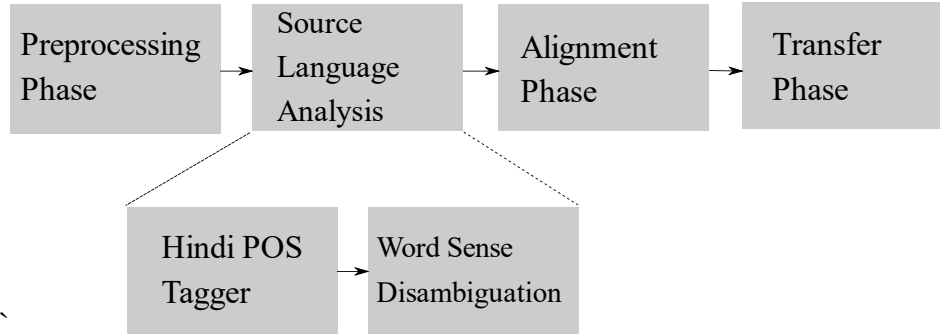 Preprocessing
Phase
Source
Language
Analysis
Alignment
Phase
Transfer
Phase
Hindi POS
Tagger
Word Sense
Disambiguation
`